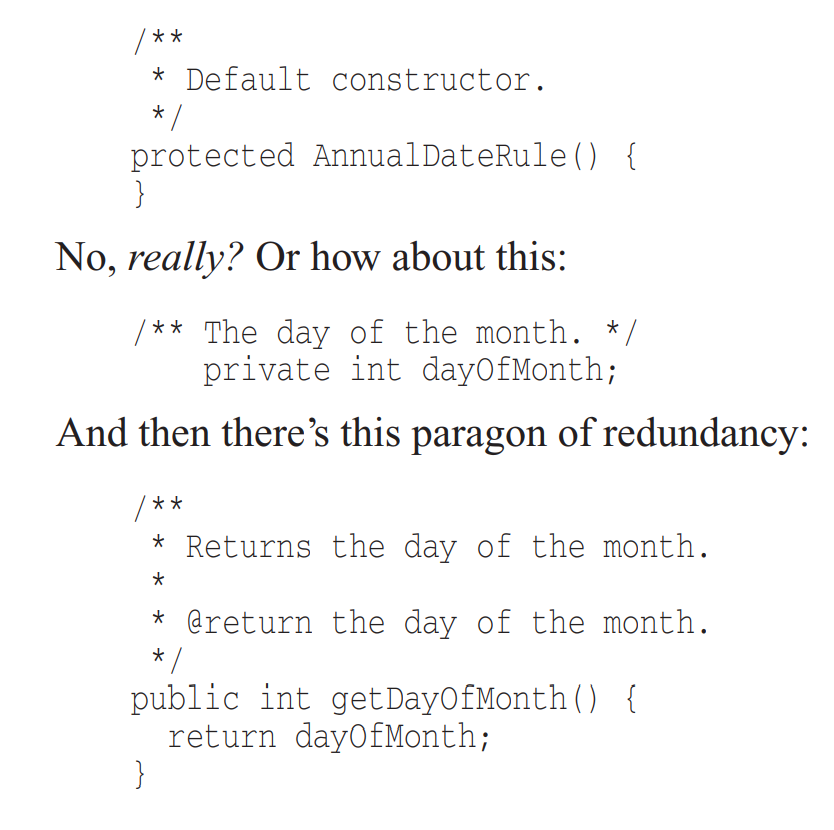 /**
 * Default constructor.
 */
protected AnnualDateRule() {
}
No, really? Or how about this:
/** The day of the month. */
    private int dayOfMonth;
And then there’s this paragon of redundancy:
/**
 * Returns the day of the month.
 *
 * @return the day of the month.
 */
public int getDayOfMonth() {
  return dayOfMonth;
}